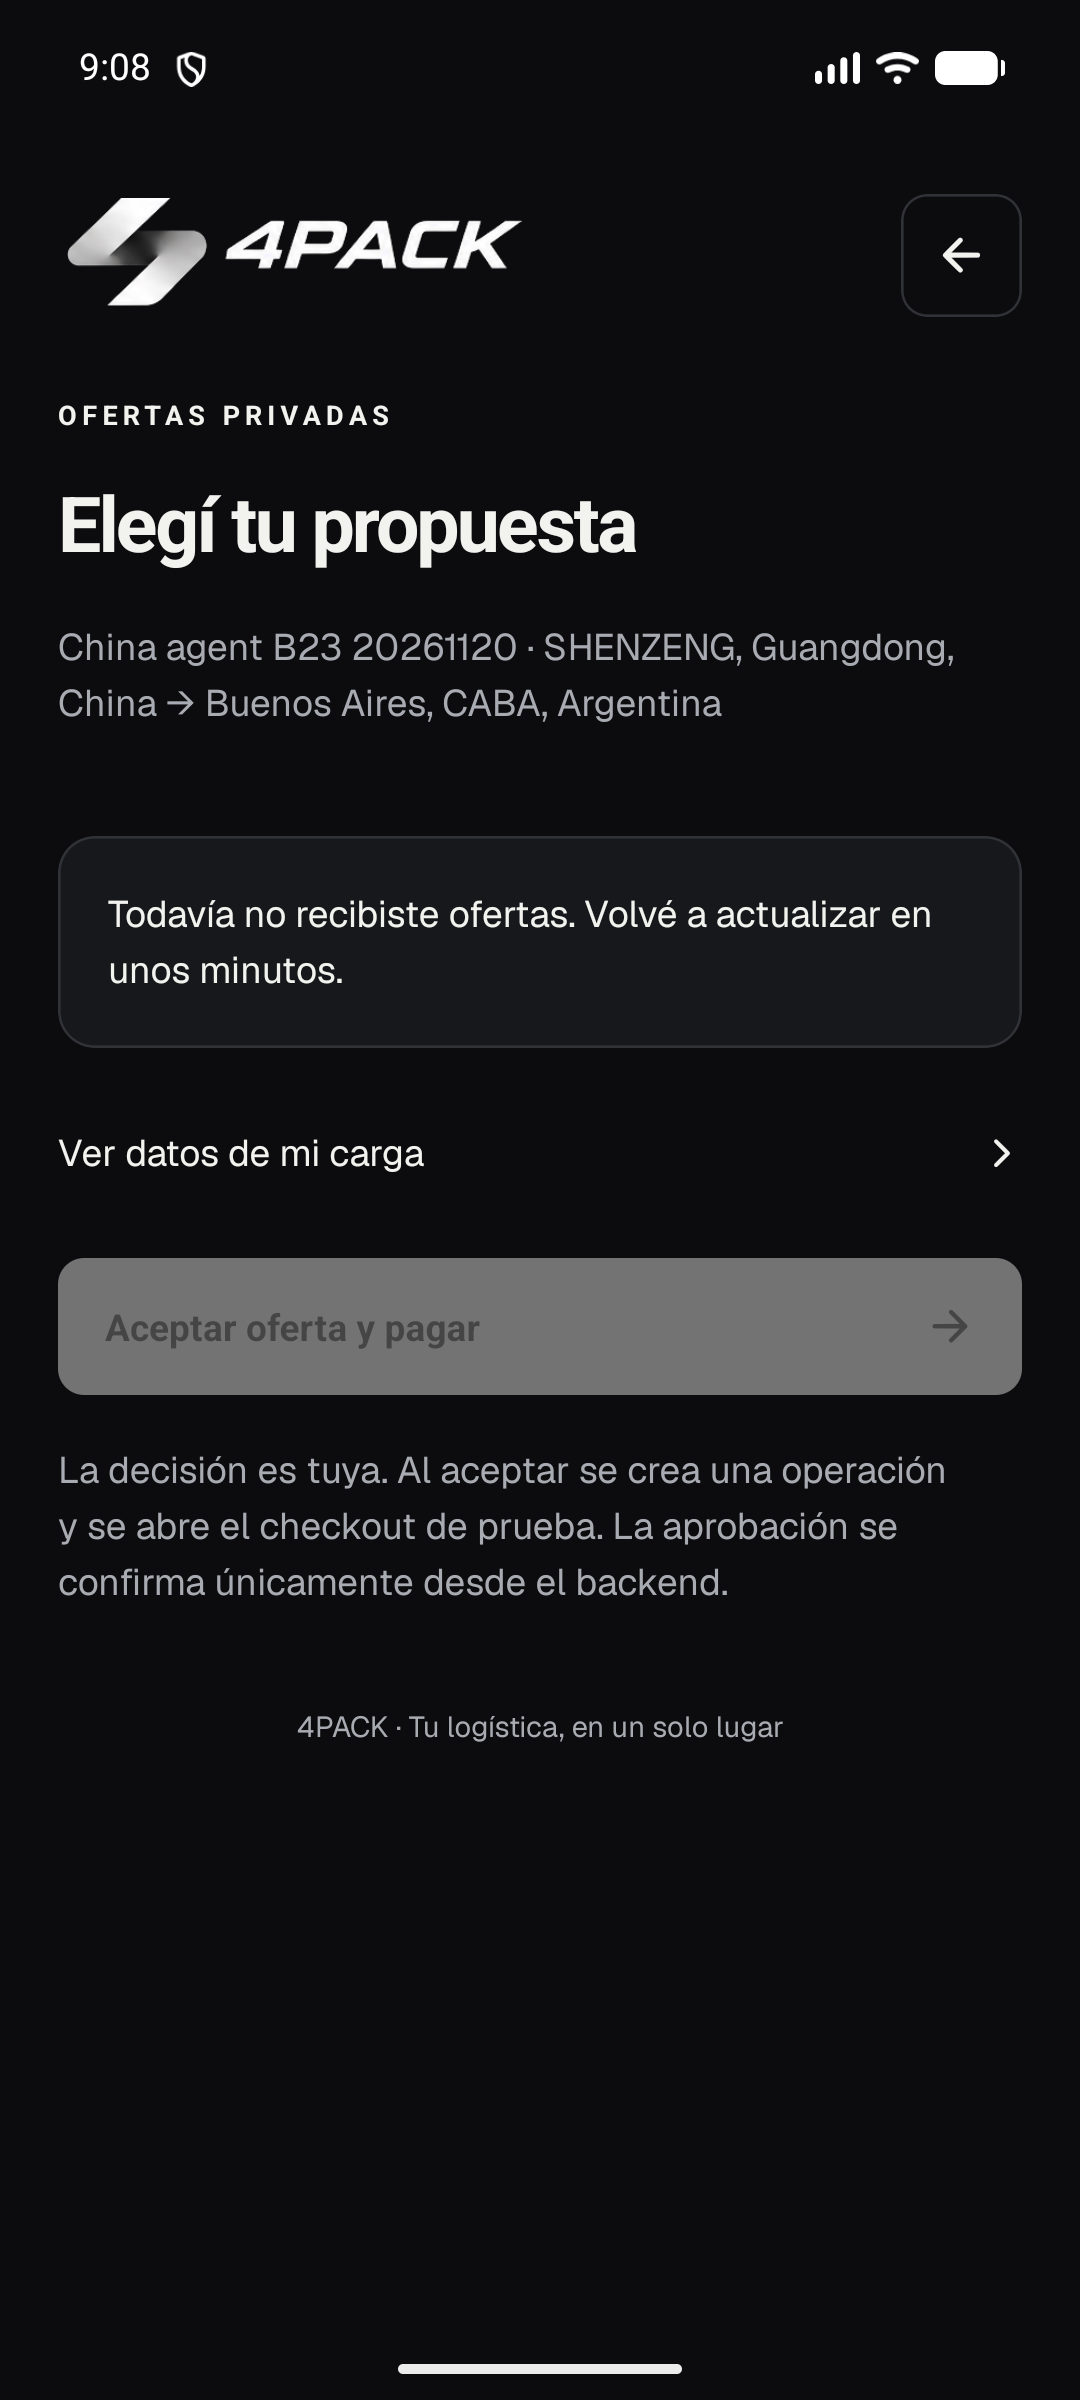 9:08
4PACK
OFERTAS PRIVADAS
Elegí tu propuesta
China agent B23 20261120 · SHENZENG, Guangdong,
China → Buenos Aires, CABA, Argentina
Todavía no recibiste ofertas. Volvé a actualizar en
unos minutos.
Ver datos de mi carga
Aceptar oferta y pagar
La decisión es tuya. Al aceptar se crea una operación
y se abre el checkout de prueba. La aprobación se
confirma únicamente desde el backend.
4PACK · Tu logística, en un solo lugar